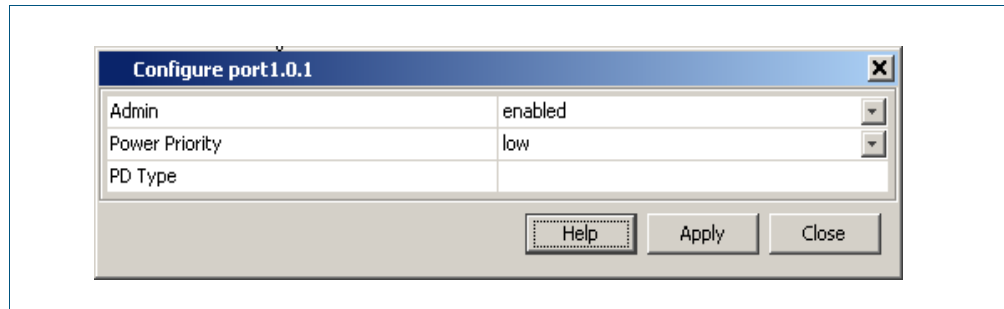 Configure port1.0.1
Admin enabled
Power Priority low
PD Type
Help Apply Close